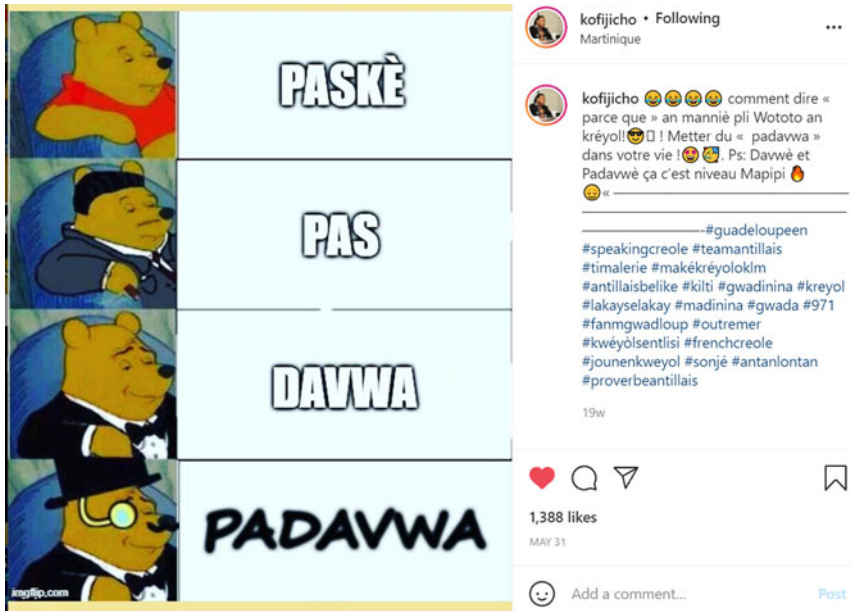 PASKÈ
PAS
DAVWA
PADAVWA
imgflip.com
kofijicho • Following
Martinique
kofijicho 😂😂😂😂 comment dire «
parce que » an manniè pli Wototo an
kréyol!😎 ! Metter du « padavwa »
dans votre vie !🤩🥳. Ps: Davwè et
Padavwè ça c'est niveau Mapipi 🔥
😑« ——————————————
————————————————
————————-#guadeloupeen
#speakingcreole #teamantillais
#timalerie #makékréyoloklm
#antillaisbelike #kilti #gwadinina #kreyol
#lakayselakay #madinina #gwada #971
#fanmgwadloup #outremer
#kwéyòlsentlisi #frenchcreole
#jounenkweyol #sonjé #antanlontan
#proverbeantillais
19w
1,388 likes
MAY 31
Add a comment...
Post